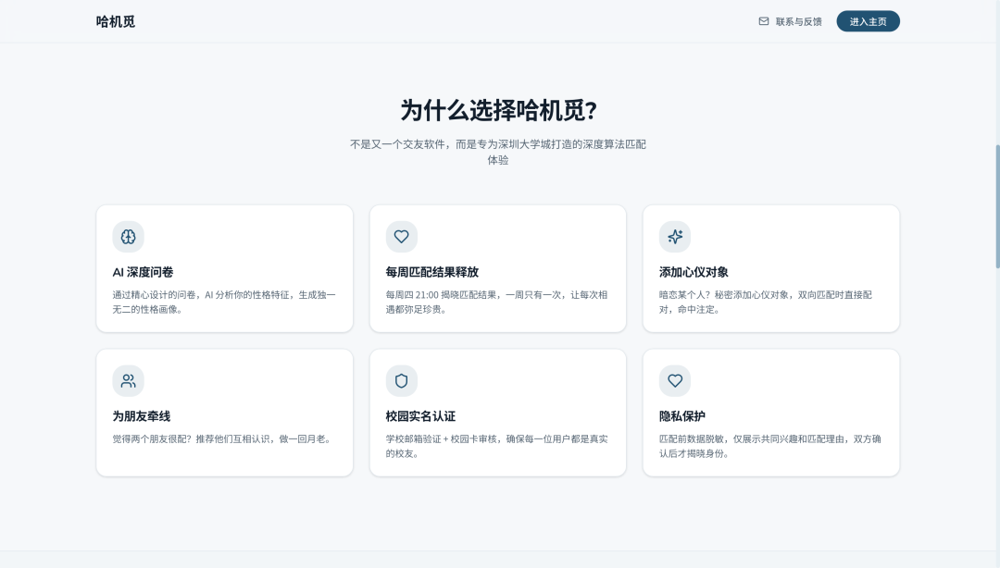 哈机觅
联系与反馈
进入主页
为什么选择哈机觅?
不是又一个交友软件，而是专为深圳大学城打造的深度算法匹配
体验
AI 深度问卷
通过精心设计的问卷，AI 分析你的性格特征，生成独一
无二的性格画像。
每周匹配结果释放
每周四 21:00 揭晓匹配结果，一周只有一次，让每次相
遇都弥足珍贵。
添加心仪对象
暗恋某个人？秘密添加心仪对象，双向匹配时直接配
对，命中注定。
为朋友牵线
觉得两个朋友很配？推荐他们互相认识，做一回月老。
校园实名认证
学校邮箱验证 + 校园卡审核，确保每一位用户都是真实
的校友。
隐私保护
匹配前数据脱敏，仅展示共同兴趣和匹配理由，双方确
认后才揭晓身份。